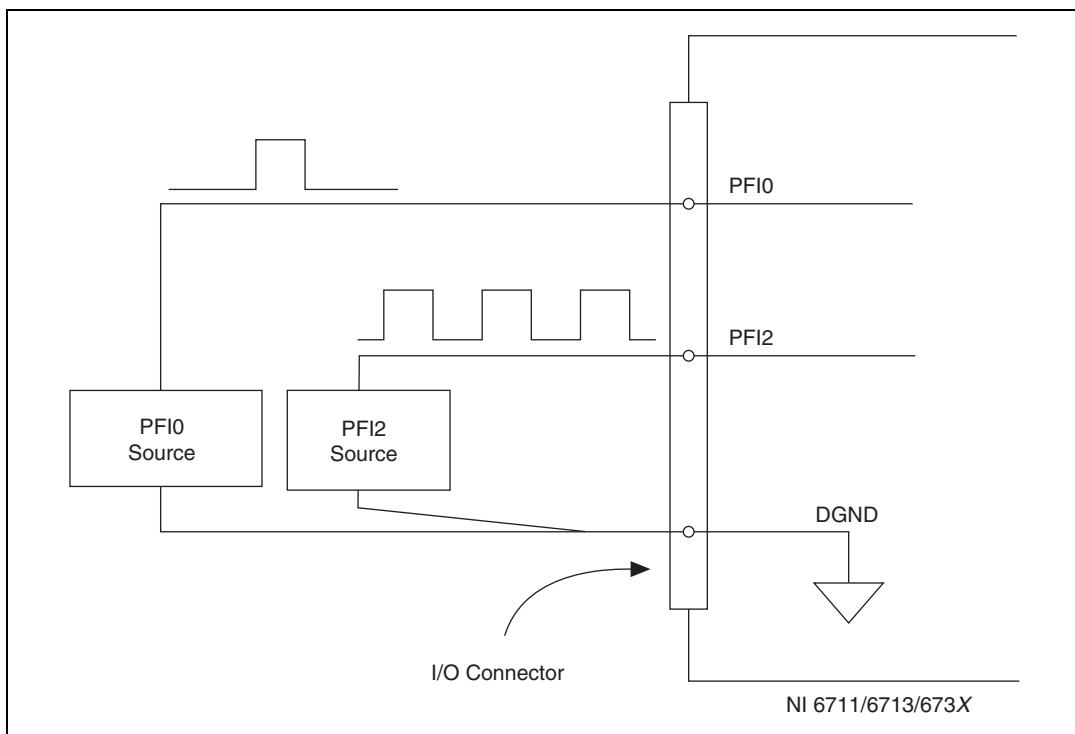 PFI0
PFI2
PFI0
Source
PFI2
Source
DGND
I/O Connector
NI 6711/6713/673X